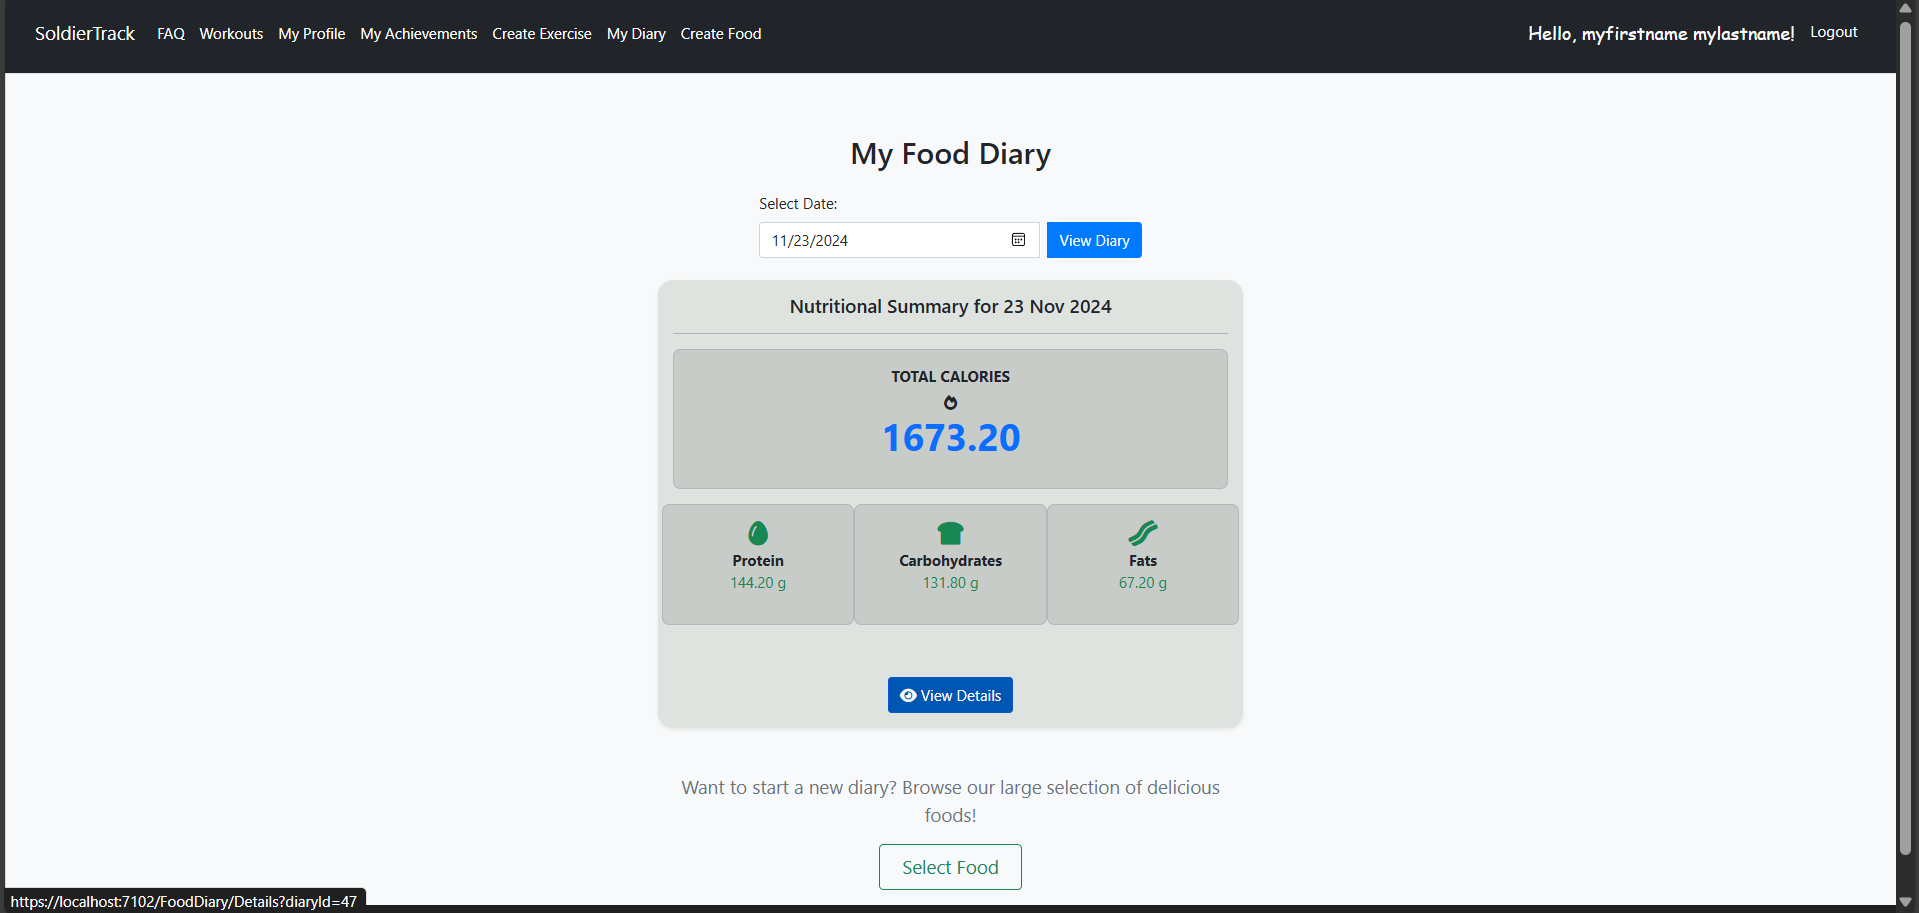 SoldierTrack FAQ Workouts My Profile My Achievements Create Exercise My Diary Create Food Hello, myfirstname mylastname! Logout
My Food Diary
Select Date:
11/23/2024 View Diary
Nutritional Summary for 23 Nov 2024
TOTAL CALORIES
1673.20
Protein Carbohydrates Fats
144.20 g 131.80 g 67.20 g
View Details
Want to start a new diary? Browse our large selection of delicious
foods!
Select Food
https://localhost:7102/FoodDiary/Details?diaryId=47